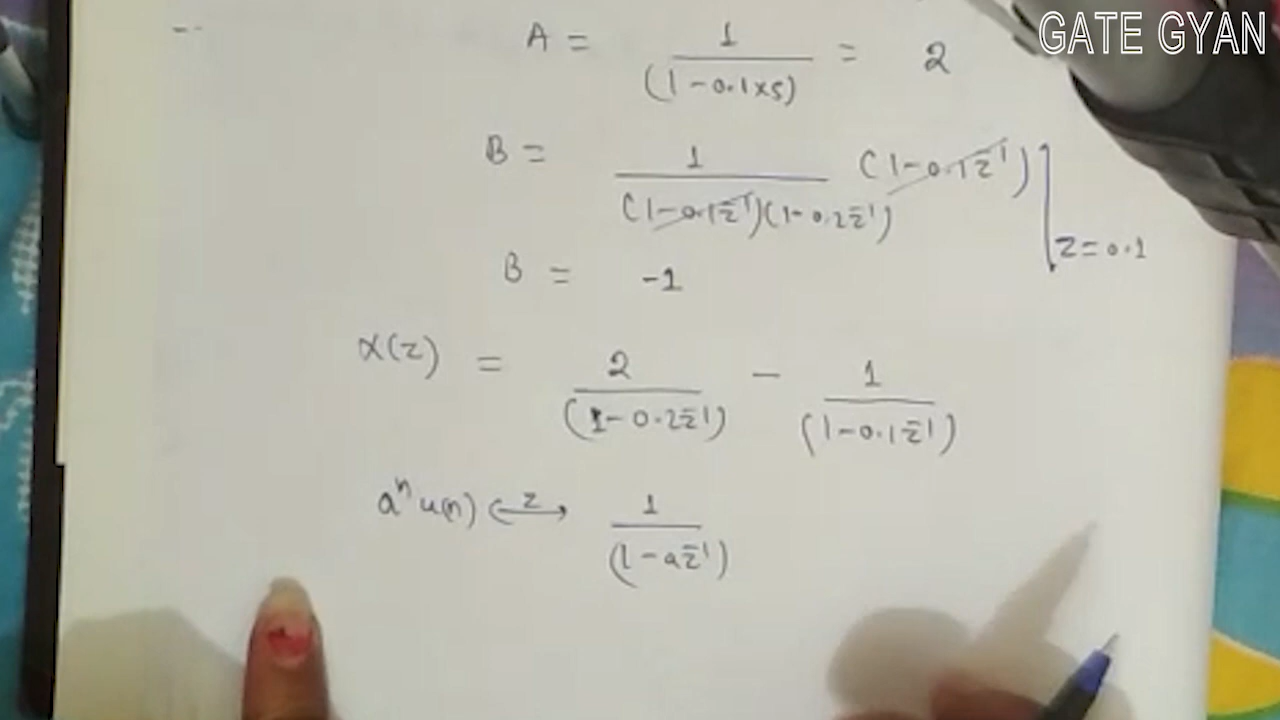 GATE GYAN
A = 1/(1-0.1×5) = 2
B = 1/((1-0.1z⁻¹)(1-0.2z⁻¹)) (1-0.1z⁻¹) | z=0.1
B = -1
X(z) = 2/(1-0.2z⁻¹) - 1/(1-0.1z⁻¹)
aⁿ u(n) ⟷ᶻ 1/(1-az⁻¹)